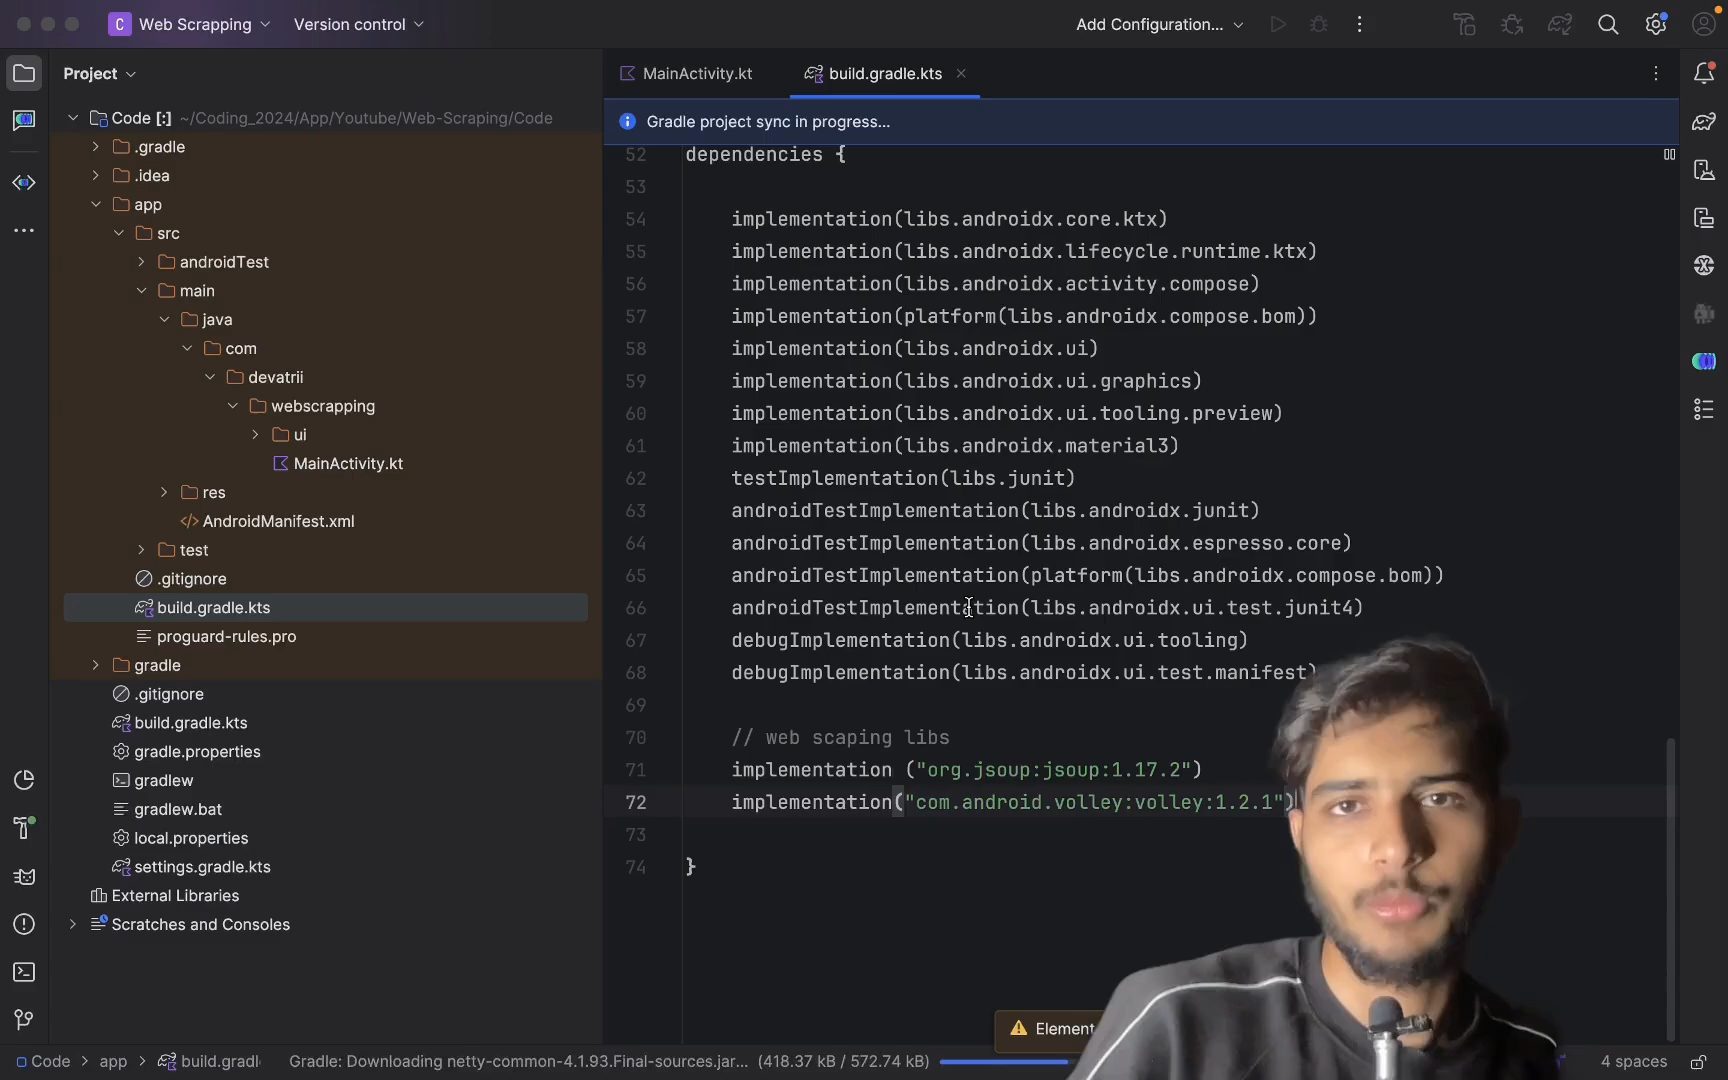 C Web Scrapping
Version control
Add Configuration...
Project
MainActivity.kt
build.gradle.kts
Gradle project sync in progress...
Code [:] ~/Coding_2024/App/Youtube/Web-Scraping/Code
.gradle
.idea
app
src
androidTest
main
java
com
devatrii
webscrapping
ui
MainActivity.kt
res
</> AndroidManifest.xml
test
.gitignore
build.gradle.kts
proguard-rules.pro
gradle
.gitignore
build.gradle.kts
gradle.properties
gradlew
gradlew.bat
local.properties
settings.gradle.kts
External Libraries
Scratches and Consoles
52 dependencies {
53
54 implementation(libs.androidx.core.ktx)
55 implementation(libs.androidx.lifecycle.runtime.ktx)
56 implementation(libs.androidx.activity.compose)
57 implementation(platform(libs.androidx.compose.bom))
58 implementation(libs.androidx.ui)
59 implementation(libs.androidx.ui.graphics)
60 implementation(libs.androidx.ui.tooling.preview)
61 implementation(libs.androidx.material3)
62 testImplementation(libs.junit)
63 androidTestImplementation(libs.androidx.junit)
64 androidTestImplementation(libs.androidx.espresso.core)
65 androidTestImplementation(platform(libs.androidx.compose.bom))
66 androidTestImplementation(libs.androidx.ui.test.junit4)
67 debugImplementation(libs.androidx.ui.tooling)
68 debugImplementation(libs.androidx.ui.test.manifest)
69
70 // web scaping libs
71 implementation ("org.jsoup:jsoup:1.17.2")
72 implementation("com.android.volley:volley:1.2.1")
73
74 }
Element
Code > app > build.gradl
Gradle: Downloading netty-common-4.1.93.Final-sources.jar... (418.37 kB / 572.74 kB)
4 spaces